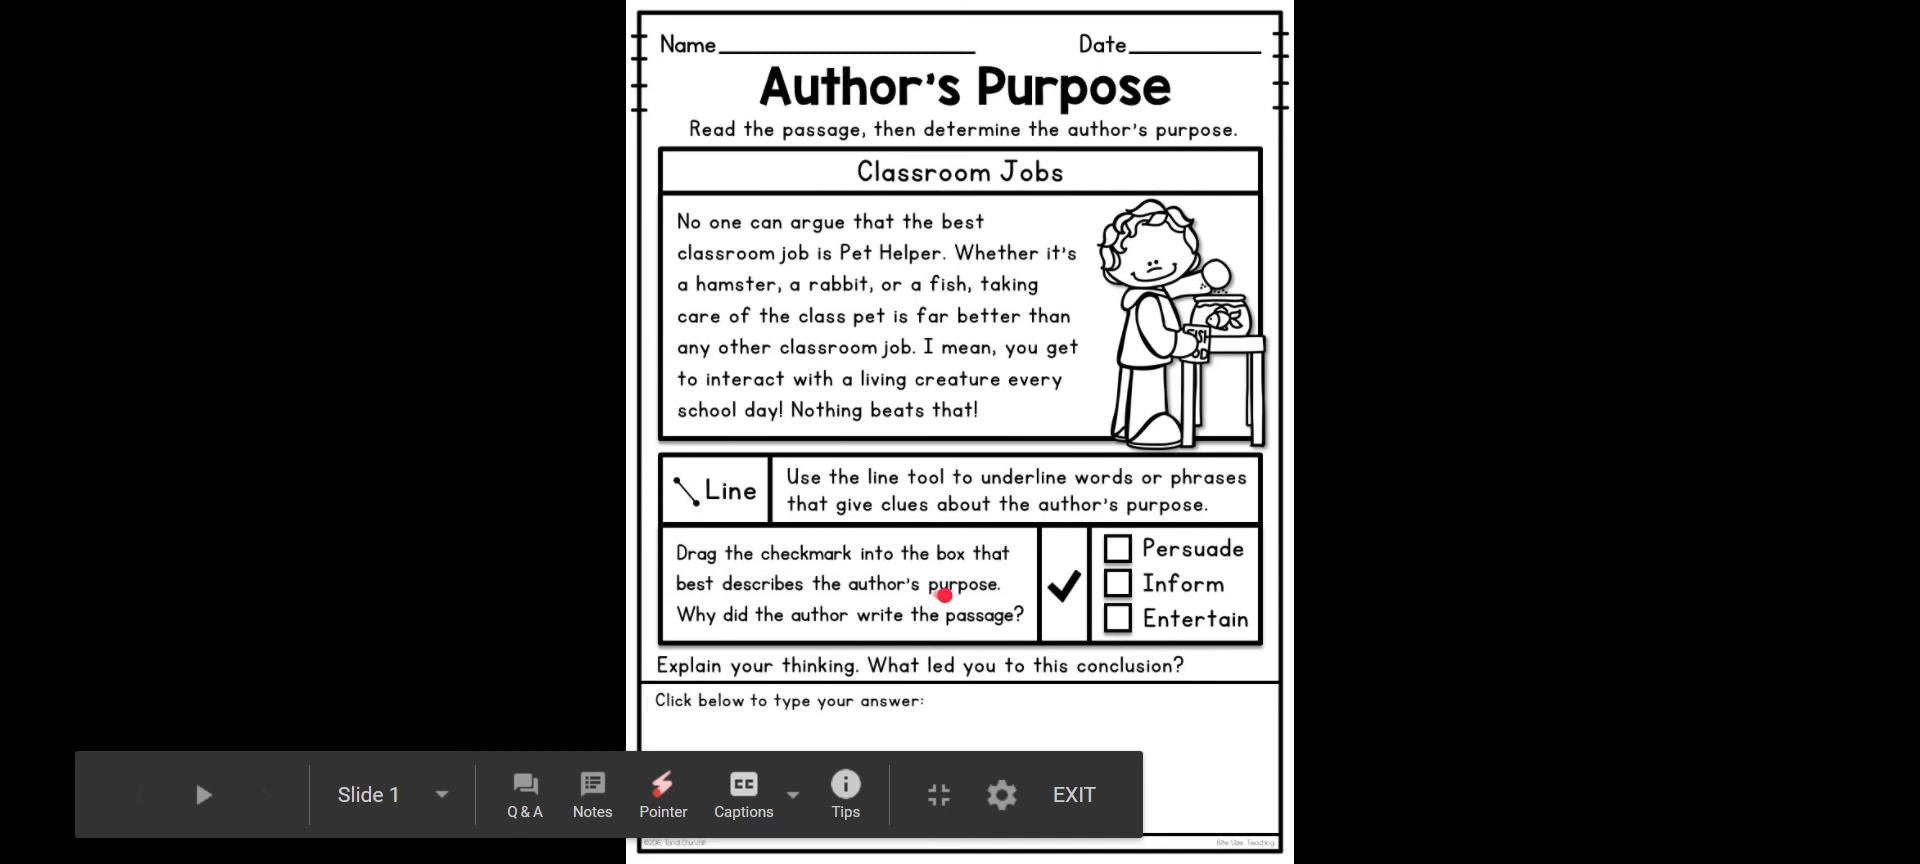 Name Date
Author's Purpose
Read the passage, then determine the author's purpose.
Classroom Jobs
No one can argue that the best
classroom job is Pet Helper. Whether it's
a hamster, a rabbit, or a fish, taking
care of the class pet is far better than
any other classroom job. I mean, you get
to interact with a living creature every
school day! Nothing beats that!
Line
Use the line tool to underline words or phrases
that give clues about the author's purpose.
Drag the checkmark into the box that
best describes the author's purpose.
Why did the author write the passage?
Persuade
Inform
Entertain
Explain your thinking. What led you to this conclusion?
Click below to type your answer:
Slide 1
Q & A
Notes
Pointer
CC
Captions
Tips
EXIT
Bite-Size Teaching